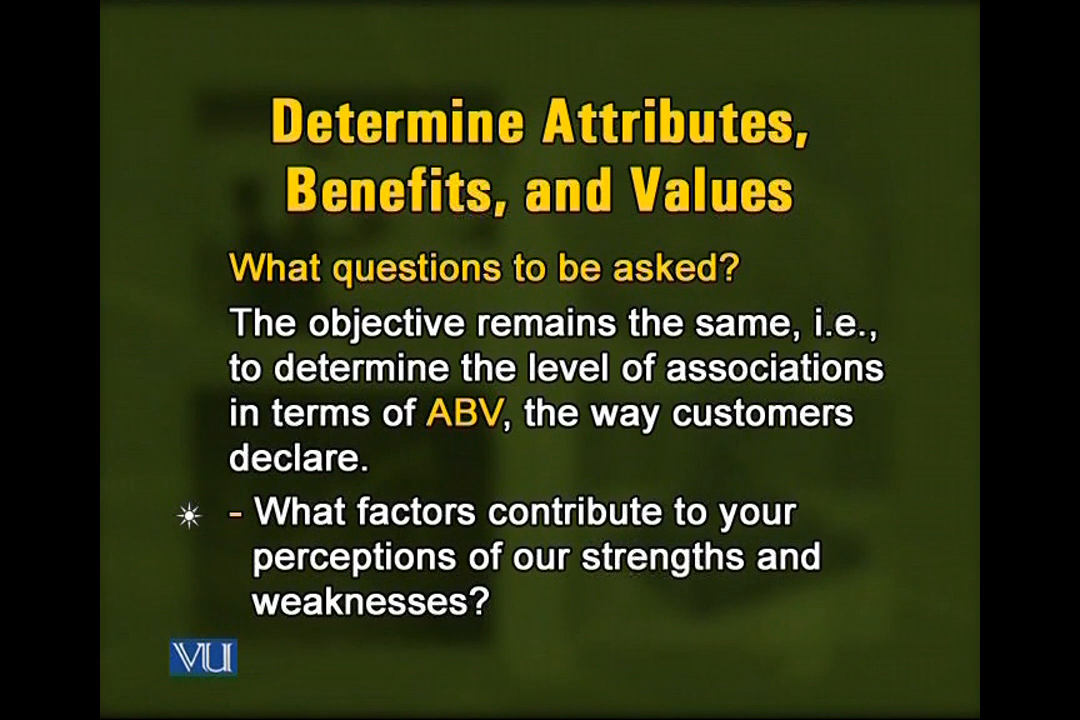 Determine Attributes,
Benefits, and Values
What questions to be asked?
The objective remains the same, i.e.,
to determine the level of associations
in terms of ABV, the way customers
declare.
- What factors contribute to your
perceptions of our strengths and
weaknesses?
VU